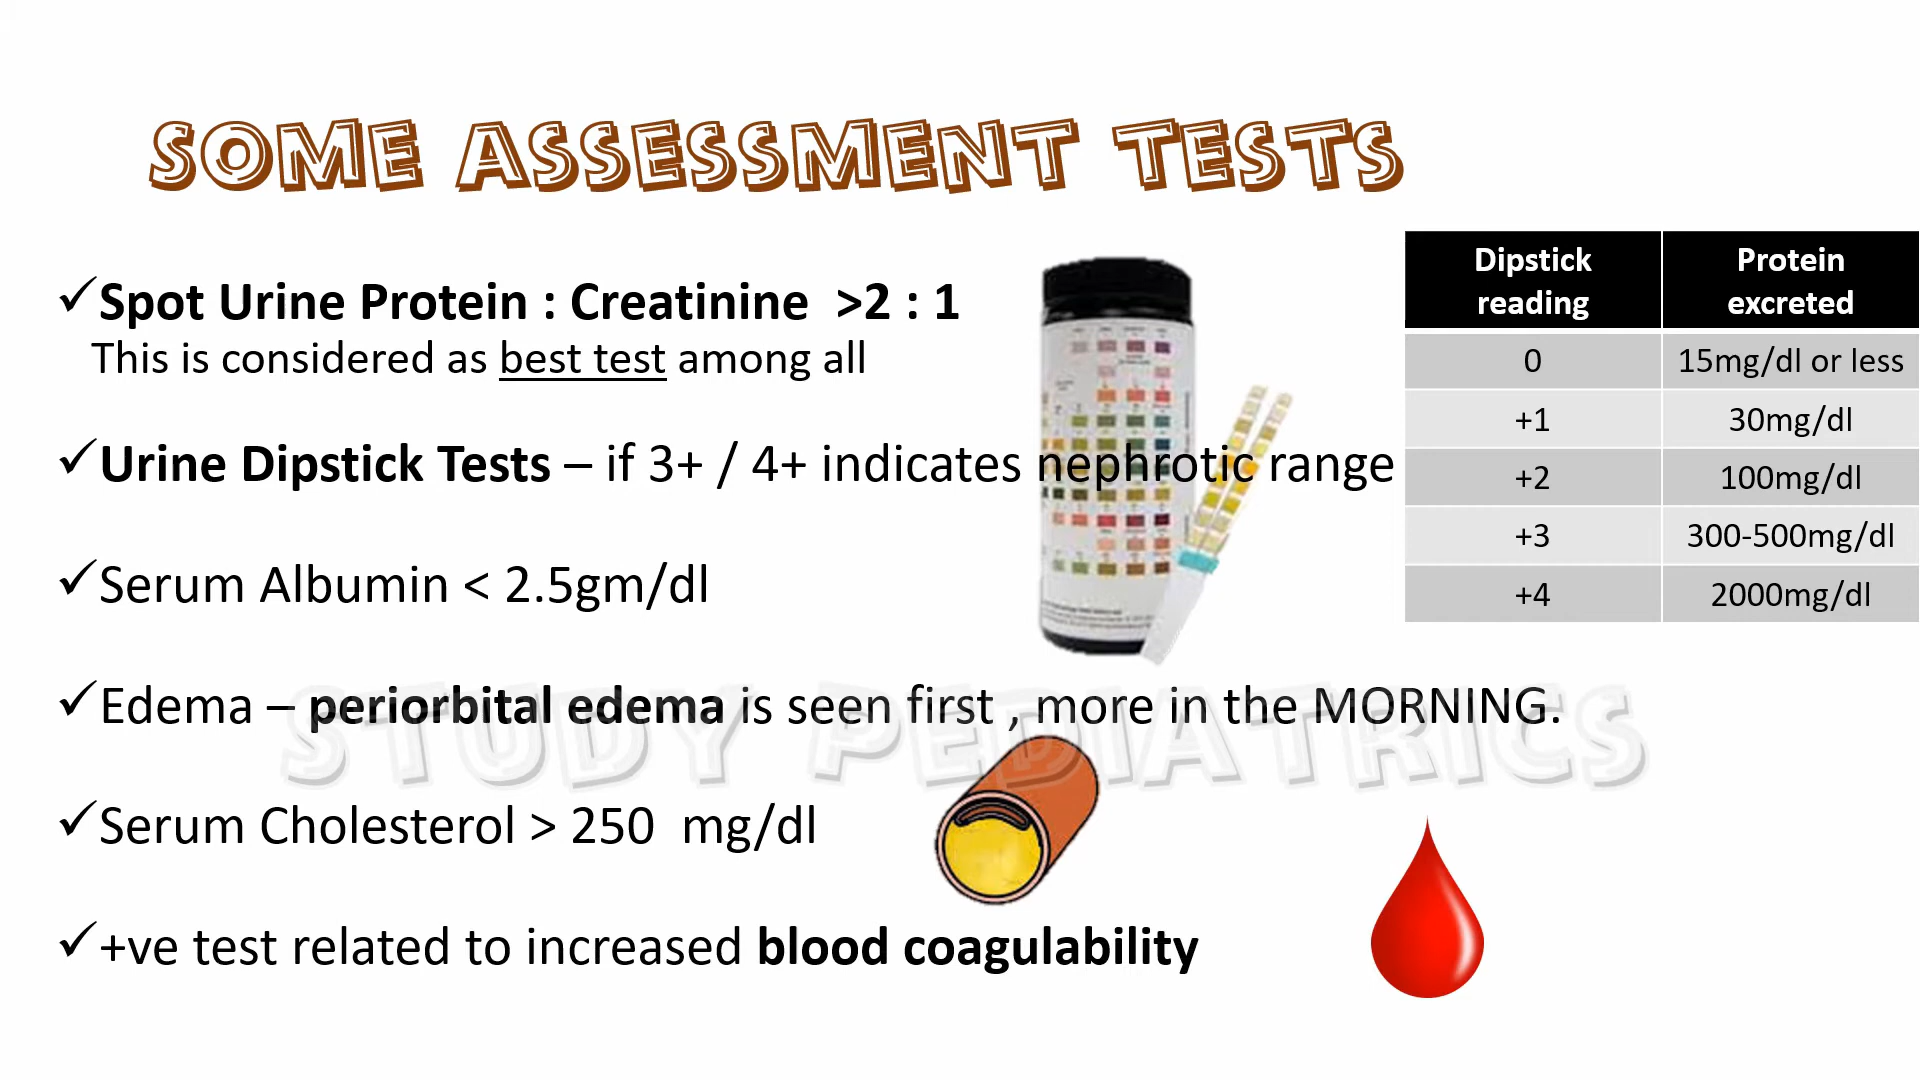 SOME ASSESSMENT TESTS
✓Spot Urine Protein : Creatinine >2 : 1
This is considered as best test among all
✓Urine Dipstick Tests – if 3+ / 4+ indicates nephrotic range
✓Serum Albumin < 2.5gm/dl
✓Edema – periorbital edema is seen first , more in the MORNING.
✓Serum Cholesterol > 250 mg/dl
✓+ve test related to increased blood coagulability
Dipstick reading | Protein excreted
0 | 15mg/dl or less
+1 | 30mg/dl
+2 | 100mg/dl
+3 | 300-500mg/dl
+4 | 2000mg/dl
STUDY PEDIATRICS